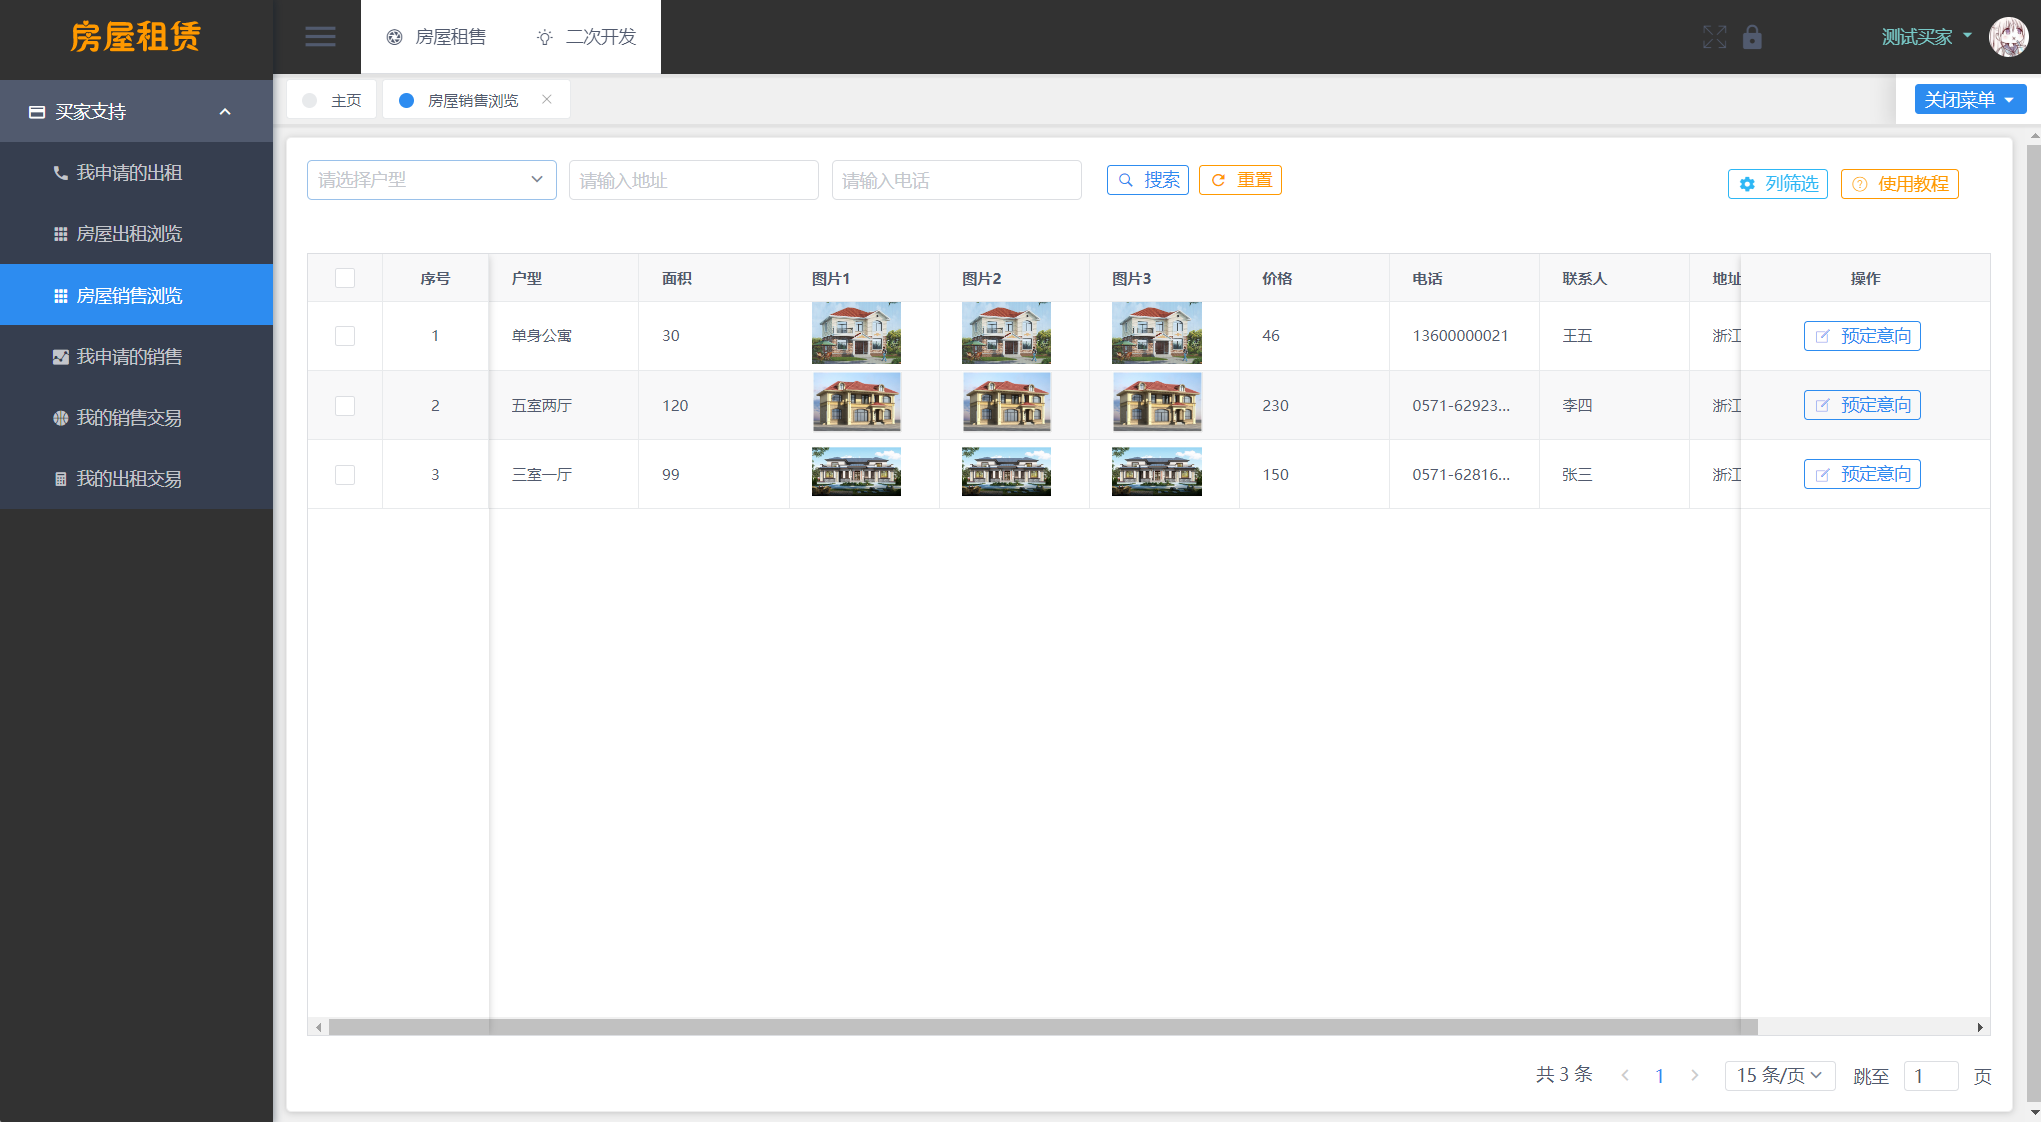 房屋租赁
房屋租售
二次开发
测试买家
买家支持
我申请的出租
房屋出租浏览
房屋销售浏览
我申请的销售
我的销售交易
我的出租交易
主页
房屋销售浏览
关闭菜单
请选择户型
请输入地址
请输入电话
搜索
重置
列筛选
使用教程
序号 户型 面积 图片1 图片2 图片3 价格 电话 联系人 地址 操作
1 单身公寓 30 46 13600000021 王五 浙江 预定意向
2 五室两厅 120 230 0571-62923... 李四 浙江 预定意向
3 三室一厅 99 150 0571-62816... 张三 浙江 预定意向
共 3 条 1 15 条/页 跳至 1 页